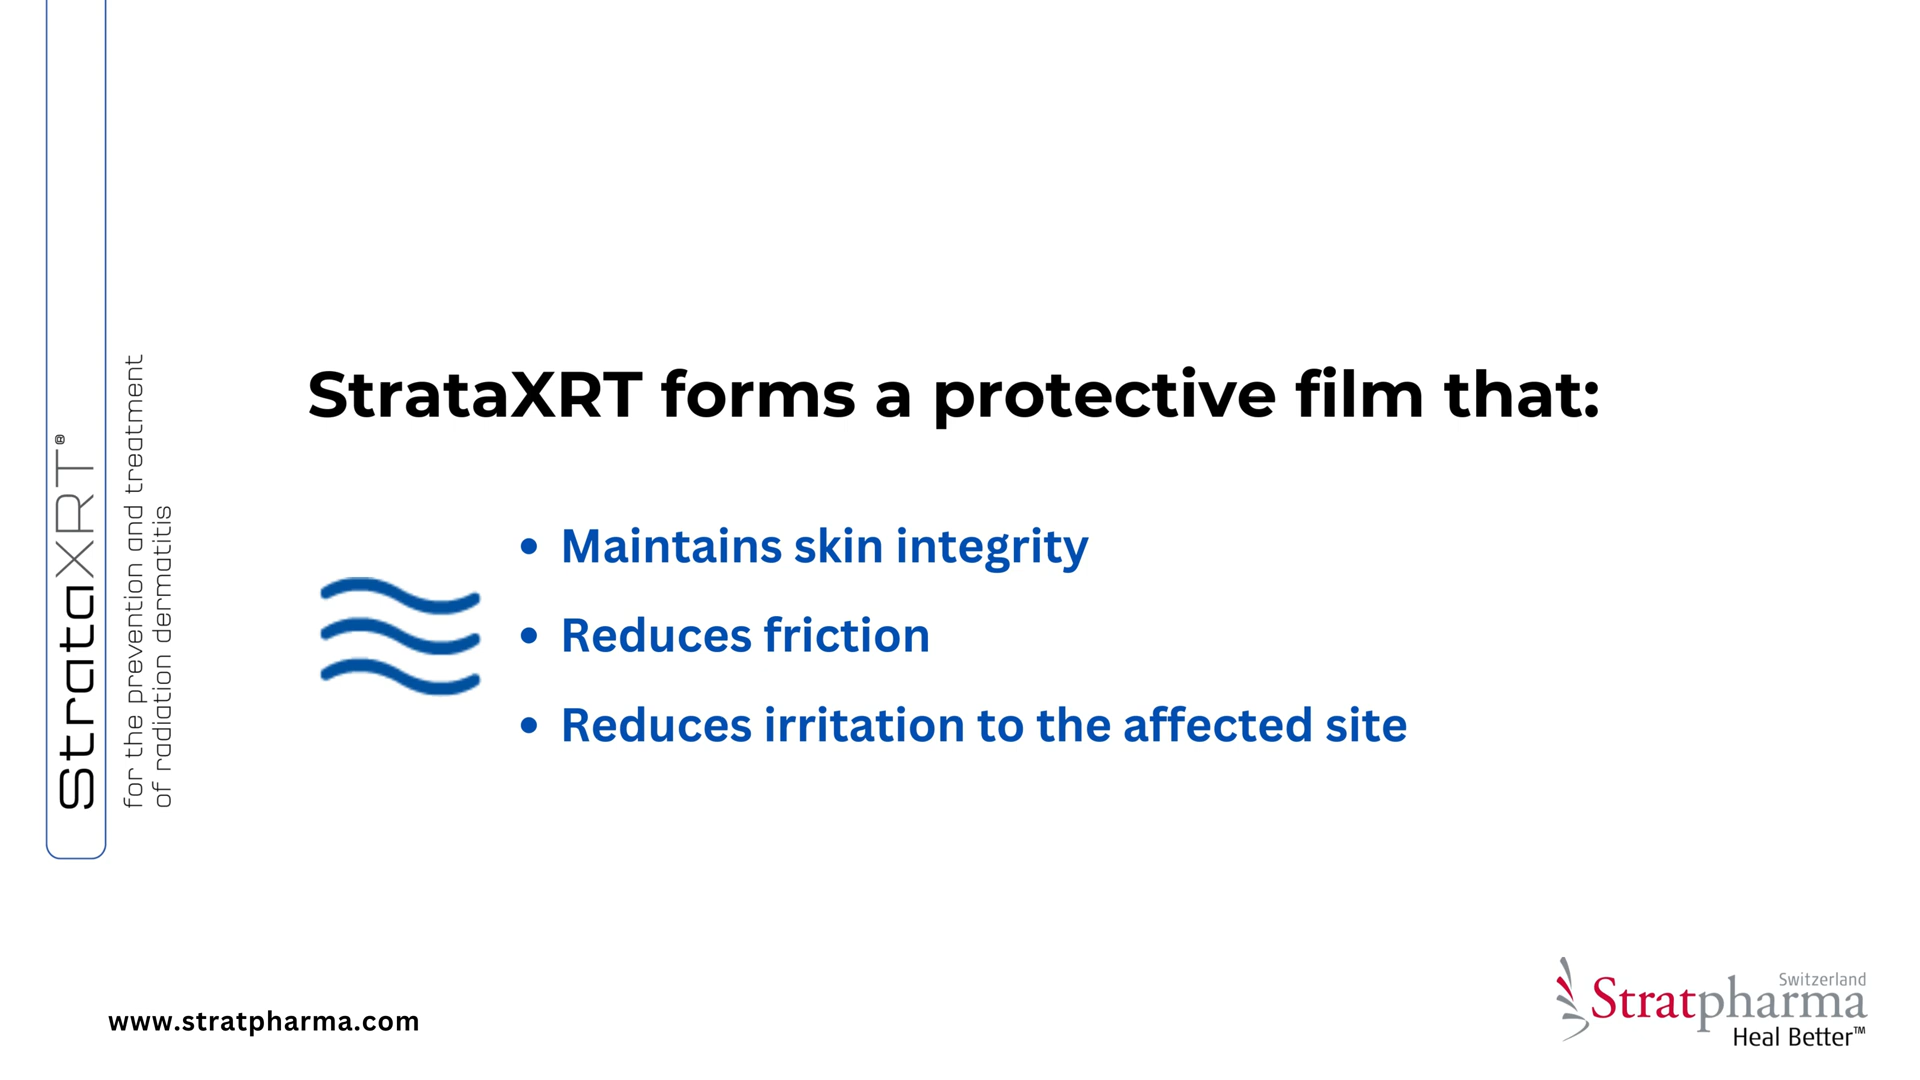 StrataXRT®
for the prevention and treatment
of radiation dermatitis
StrataXRT forms a protective film that:
• Maintains skin integrity
• Reduces friction
• Reduces irritation to the affected site
www.stratpharma.com
Switzerland
Stratpharma
Heal Better™